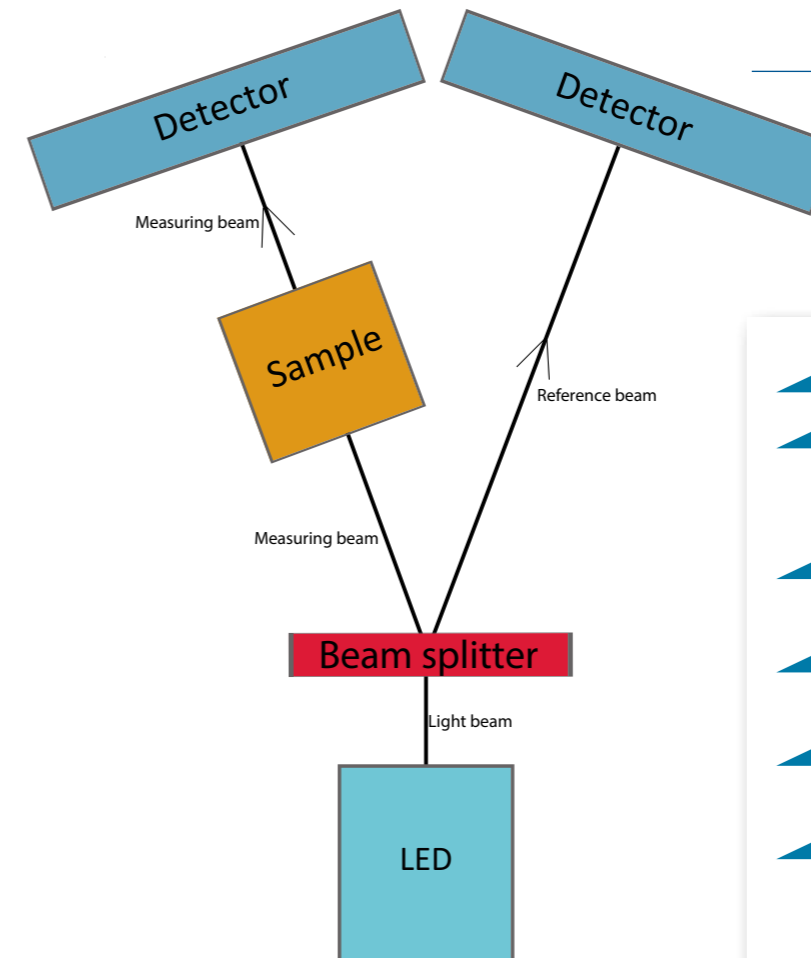 Detector
Detector
Measuring beam
Sample
Reference beam
Measuring beam
Beam splitter
Light beam
LED